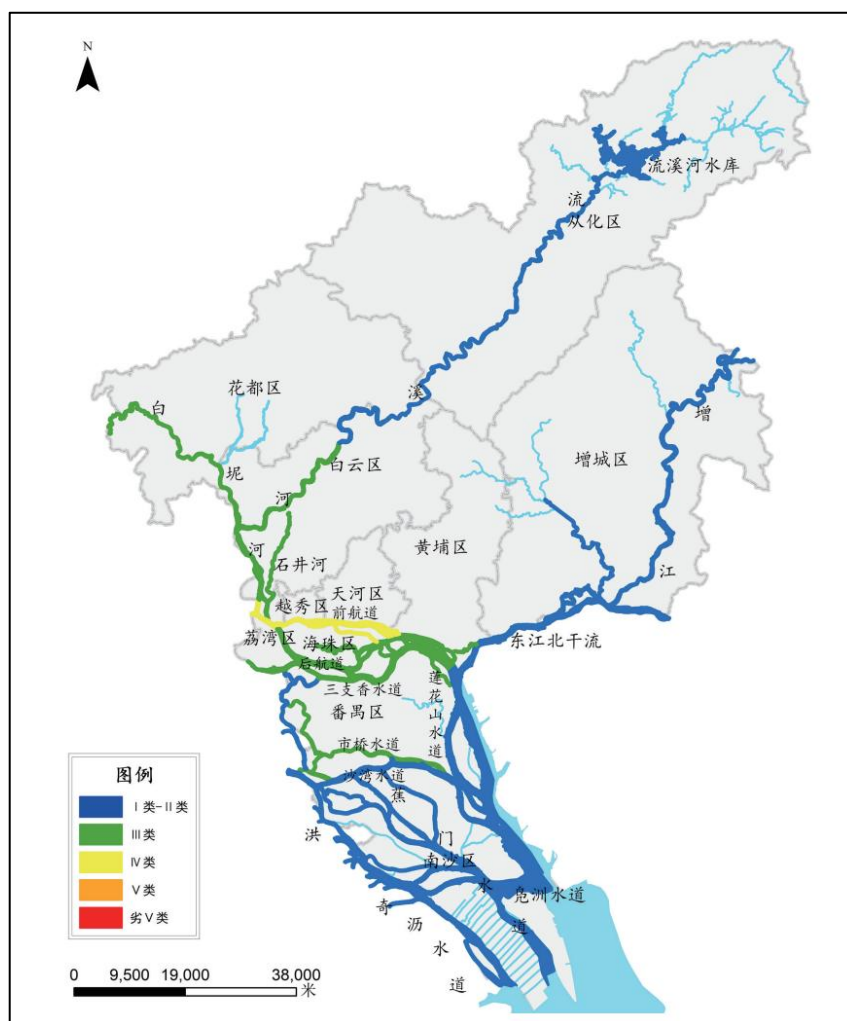 N
流溪河水库
流
从化区
溪
花都区
白
增
坭
白云区
增城区
河
河
石井河
黄埔区
江
天河区
越秀区
前航道
荔湾区
海珠区
东江北干流
后航道
三支香水道
莲花山水道
番禺区
市桥水道
沙湾水道
蕉
洪
门
南沙区
水
凫洲水道
奇
沥
道
水
道
图例
Ⅰ类-Ⅱ类
Ⅲ类
Ⅳ类
Ⅴ类
劣Ⅴ类
0 9,500 19,000 38,000
米